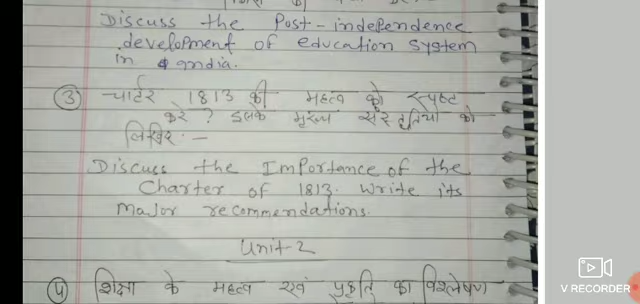 Discuss the Post-independence
development of education system
in India.
③ चार्टर 1813 की महत्व को स्पष्ट
करे ? इसके मुख्य संस्तुतियो को
लिखिए :-
Discuss the Importance of the
Charter of 1813. Write its
major recommendations.
Unit-2
④ शिक्षा के महत्व एवं प्रकृति का विश्लेषण
V RECORDER